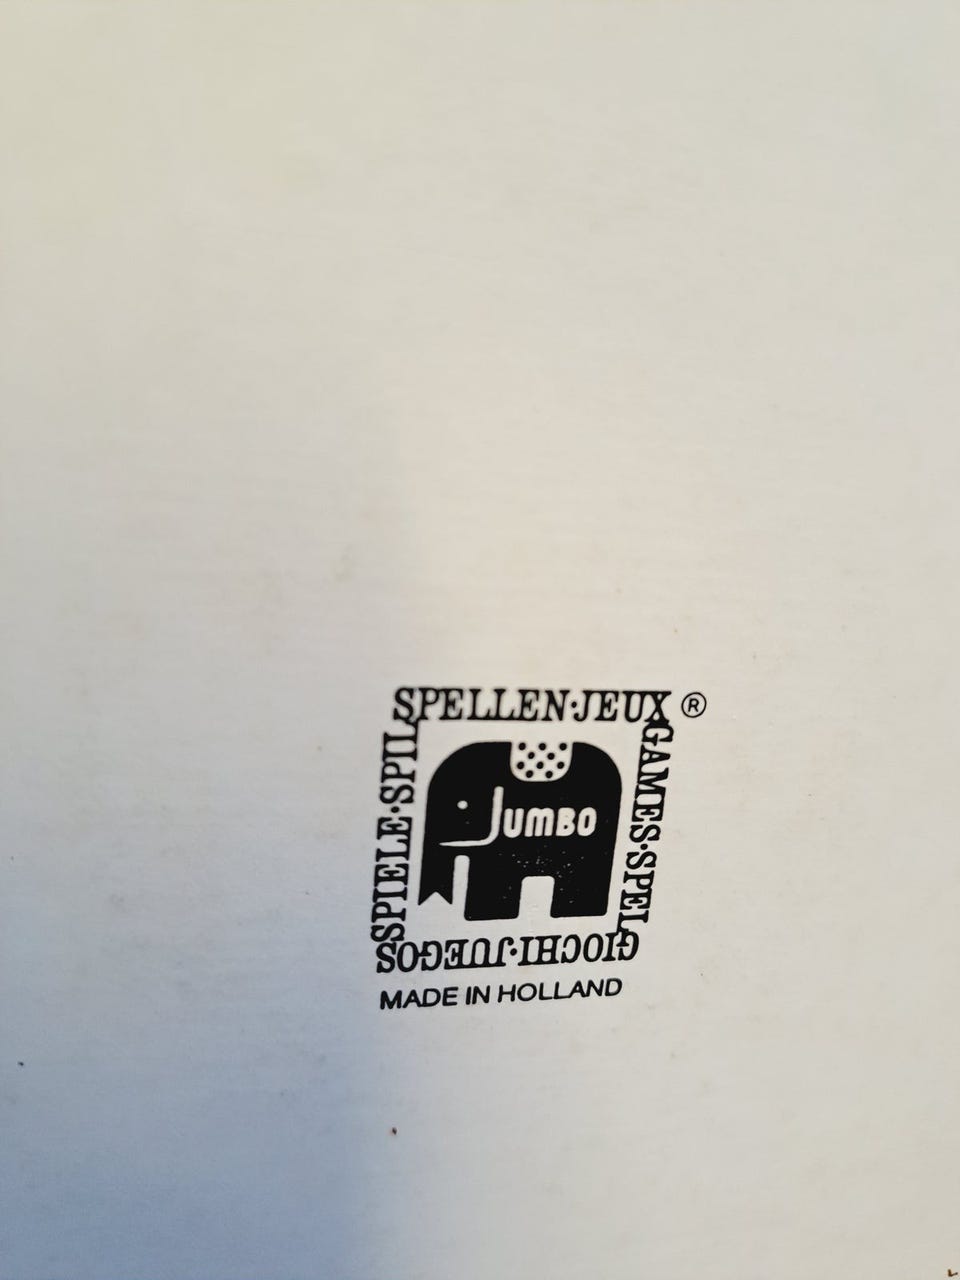 SPELLEN·JEUX ®
GAMES·SPEL
GIOCHI·JUEGOS
SPIELE·SPIL
JUMBO
MADE IN HOLLAND